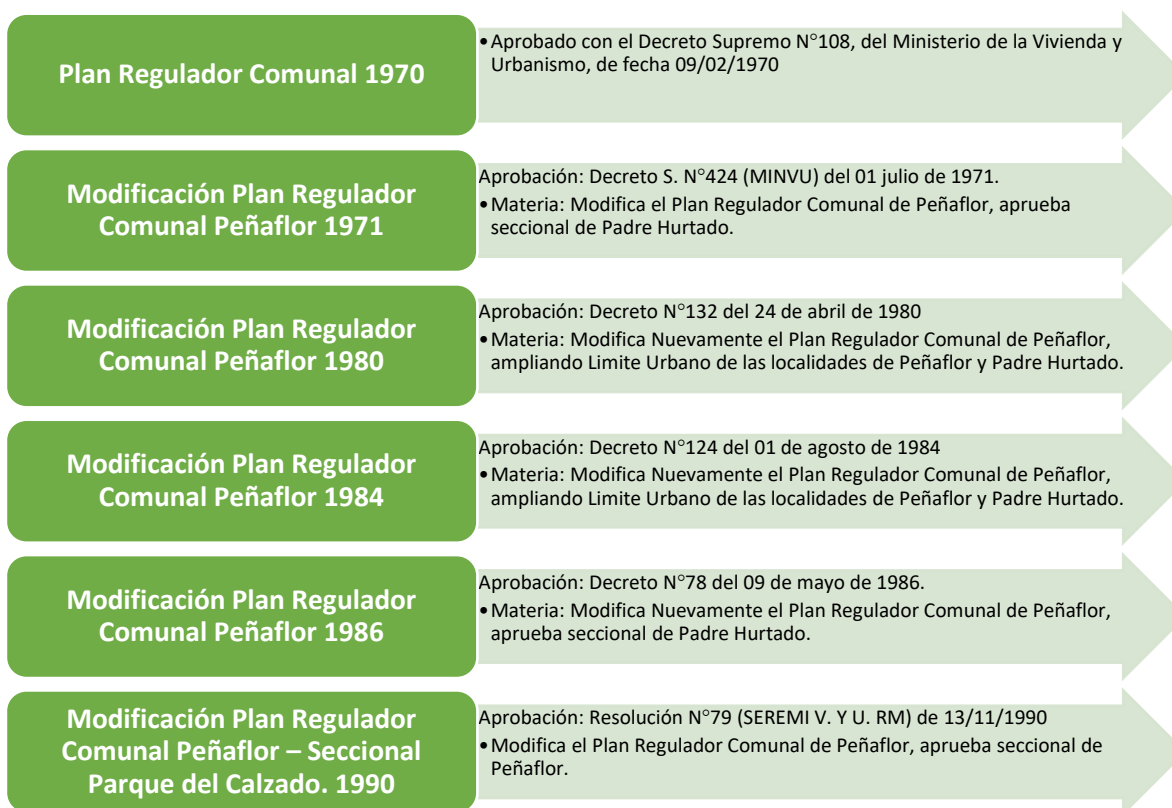 Plan Regulador Comunal 1970
•Aprobado con el Decreto Supremo N°108, del Ministerio de la Vivienda y
Urbanismo, de fecha 09/02/1970
Modificación Plan Regulador
Comunal Peñaflor 1971
Aprobación: Decreto S. N°424 (MINVU) del 01 julio de 1971.
•Materia: Modifica el Plan Regulador Comunal de Peñaflor, aprueba
seccional de Padre Hurtado.
Modificación Plan Regulador
Comunal Peñaflor 1980
Aprobación: Decreto N°132 del 24 de abril de 1980
•Materia: Modifica Nuevamente el Plan Regulador Comunal de Peñaflor,
ampliando Limite Urbano de las localidades de Peñaflor y Padre Hurtado.
Modificación Plan Regulador
Comunal Peñaflor 1984
Aprobación: Decreto N°124 del 01 de agosto de 1984
•Materia: Modifica Nuevamente el Plan Regulador Comunal de Peñaflor,
ampliando Limite Urbano de las localidades de Peñaflor y Padre Hurtado.
Modificación Plan Regulador
Comunal Peñaflor 1986
Aprobación: Decreto N°78 del 09 de mayo de 1986.
•Materia: Modifica Nuevamente el Plan Regulador Comunal de Peñaflor,
aprueba seccional de Padre Hurtado.
Modificación Plan Regulador
Comunal Peñaflor – Seccional
Parque del Calzado. 1990
Aprobación: Resolución N°79 (SEREMI V. Y U. RM) de 13/11/1990
•Modifica el Plan Regulador Comunal de Peñaflor, aprueba seccional de
Peñaflor.